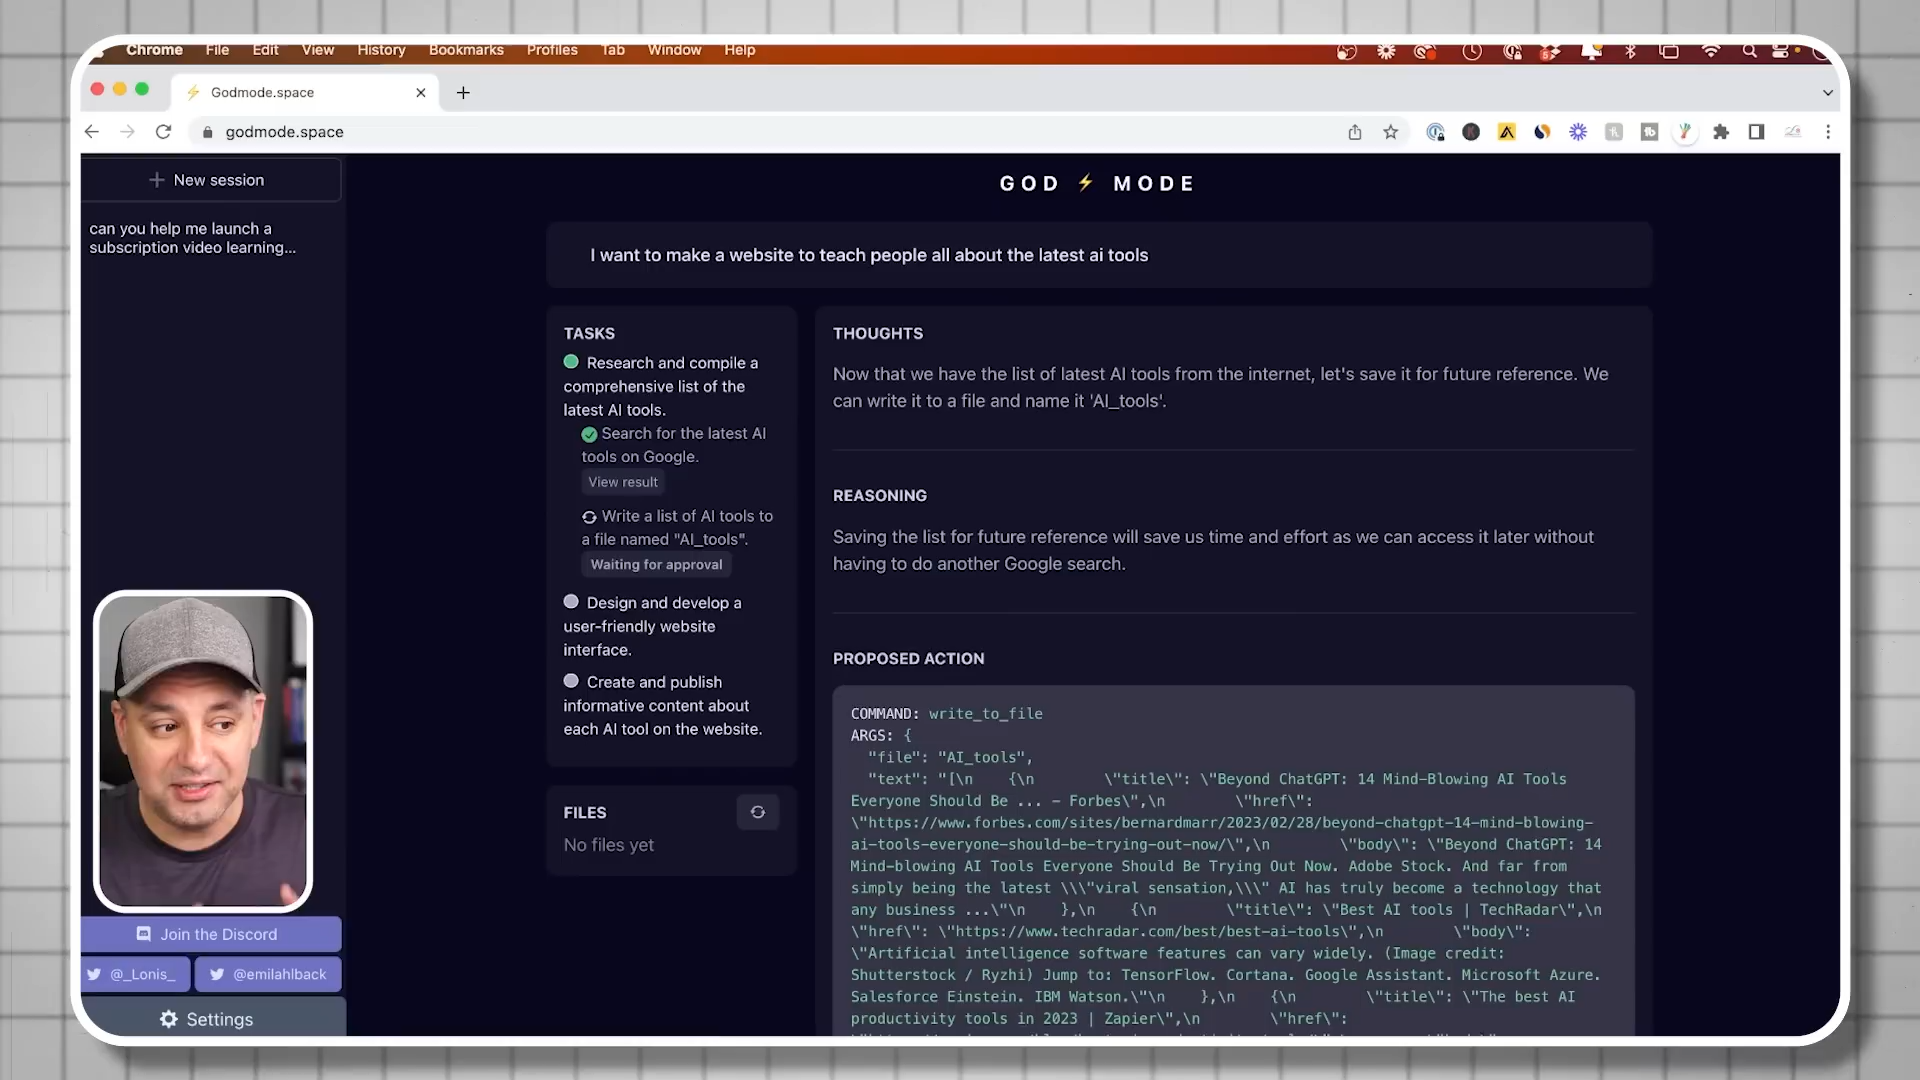 Chrome File Edit View History Bookmarks Profiles Tab Window Help
Godmode.space
godmode.space
New session
can you help me launch a
subscription video learning...
GOD ⚡ MODE
I want to make a website to teach people all about the latest ai tools
TASKS
Research and compile a
comprehensive list of the
latest AI tools.
Search for the latest AI
tools on Google.
View result
Write a list of AI tools to
a file named "AI_tools".
Waiting for approval
Design and develop a
user-friendly website
interface.
Create and publish
informative content about
each AI tool on the website.
FILES
No files yet
THOUGHTS
Now that we have the list of latest AI tools from the internet, let's save it for future reference. We
can write it to a file and name it 'AI_tools'.
REASONING
Saving the list for future reference will save us time and effort as we can access it later without
having to do another Google search.
PROPOSED ACTION
COMMAND: write_to_file
ARGS: {
"file": "AI_tools",
"text": "[\n    {\n        \"title\": \"Beyond ChatGPT: 14 Mind-Blowing AI Tools
Everyone Should Be ... - Forbes\",\n        \"href\":
\"https://www.forbes.com/sites/bernardmarr/2023/02/28/beyond-chatgpt-14-mind-blowing-
ai-tools-everyone-should-be-trying-out-now/\",\n        \"body\": \"Beyond ChatGPT: 14
Mind-blowing AI Tools Everyone Should Be Trying Out Now. Adobe Stock. And far from
simply being the latest \\\"viral sensation,\\\" AI has truly become a technology that
any business ...\"\n    },\n    {\n        \"title\": \"Best AI tools | TechRadar\",\n
\"href\": \"https://www.techradar.com/best/best-ai-tools\",\n        \"body\":
\"Artificial intelligence software features can vary widely. (Image credit:
Shutterstock / Ryzhi) Jump to: TensorFlow. Cortana. Google Assistant. Microsoft Azure.
Salesforce Einstein. IBM Watson.\"\n    },\n    {\n        \"title\": \"The best AI
productivity tools in 2023 | Zapier\",\n        \"href\":
Join the Discord
@_Lonis_ @emilahlback
Settings